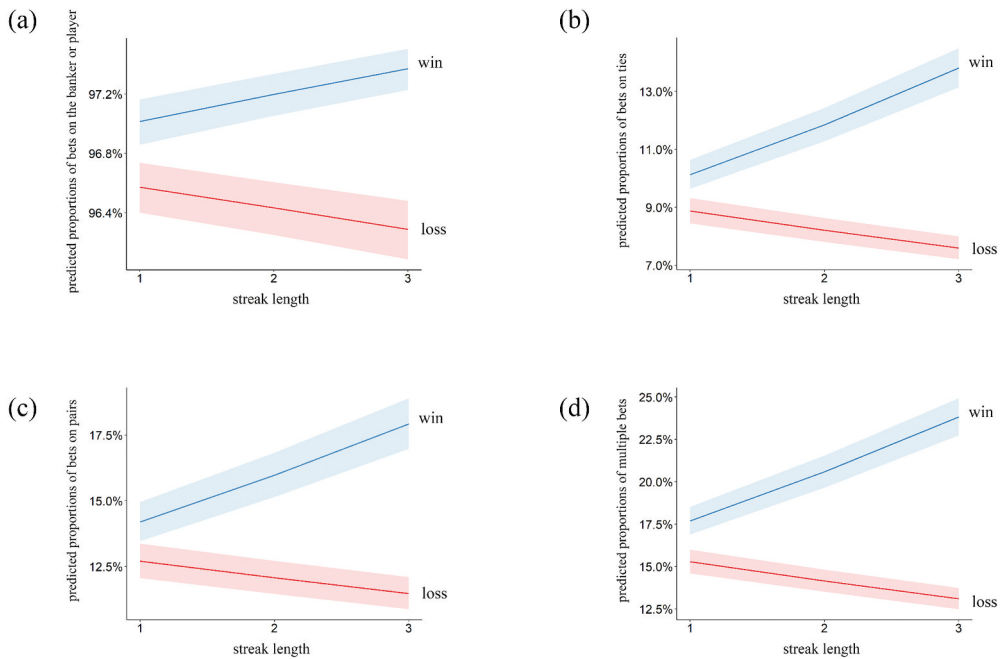 (a)
predicted proportions of bets on the banker or player
97.2%
96.8%
96.4%
win
loss
1
2
3
streak length
(b)
predicted proportions of bets on ties
13.0%
11.0%
9.0%
7.0%
win
loss
1
2
3
streak length
(c)
predicted proportions of bets on pairs
17.5%
15.0%
12.5%
win
loss
1
2
3
streak length
(d)
predicted proportions of multiple bets
25.0%
22.5%
20.0%
17.5%
15.0%
12.5%
win
loss
1
2
3
streak length